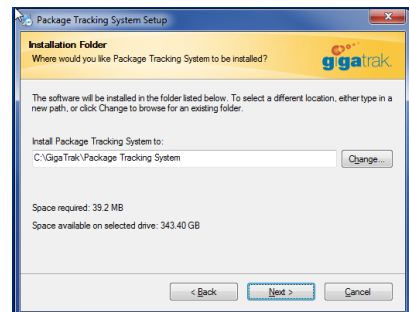 Package Tracking System Setup
Installation Folder
Where would you like Package Tracking System to be installed?
gigatrak.
The software will be installed in the folder listed below. To select a different location, either type in a
new path, or click Change to browse for an existing folder.
Install Package Tracking System to:
C:\GigaTrak\Package Tracking System
Change...
Space required: 39.2 MB
Space available on selected drive: 343.40 GB
< Back
Next >
Cancel